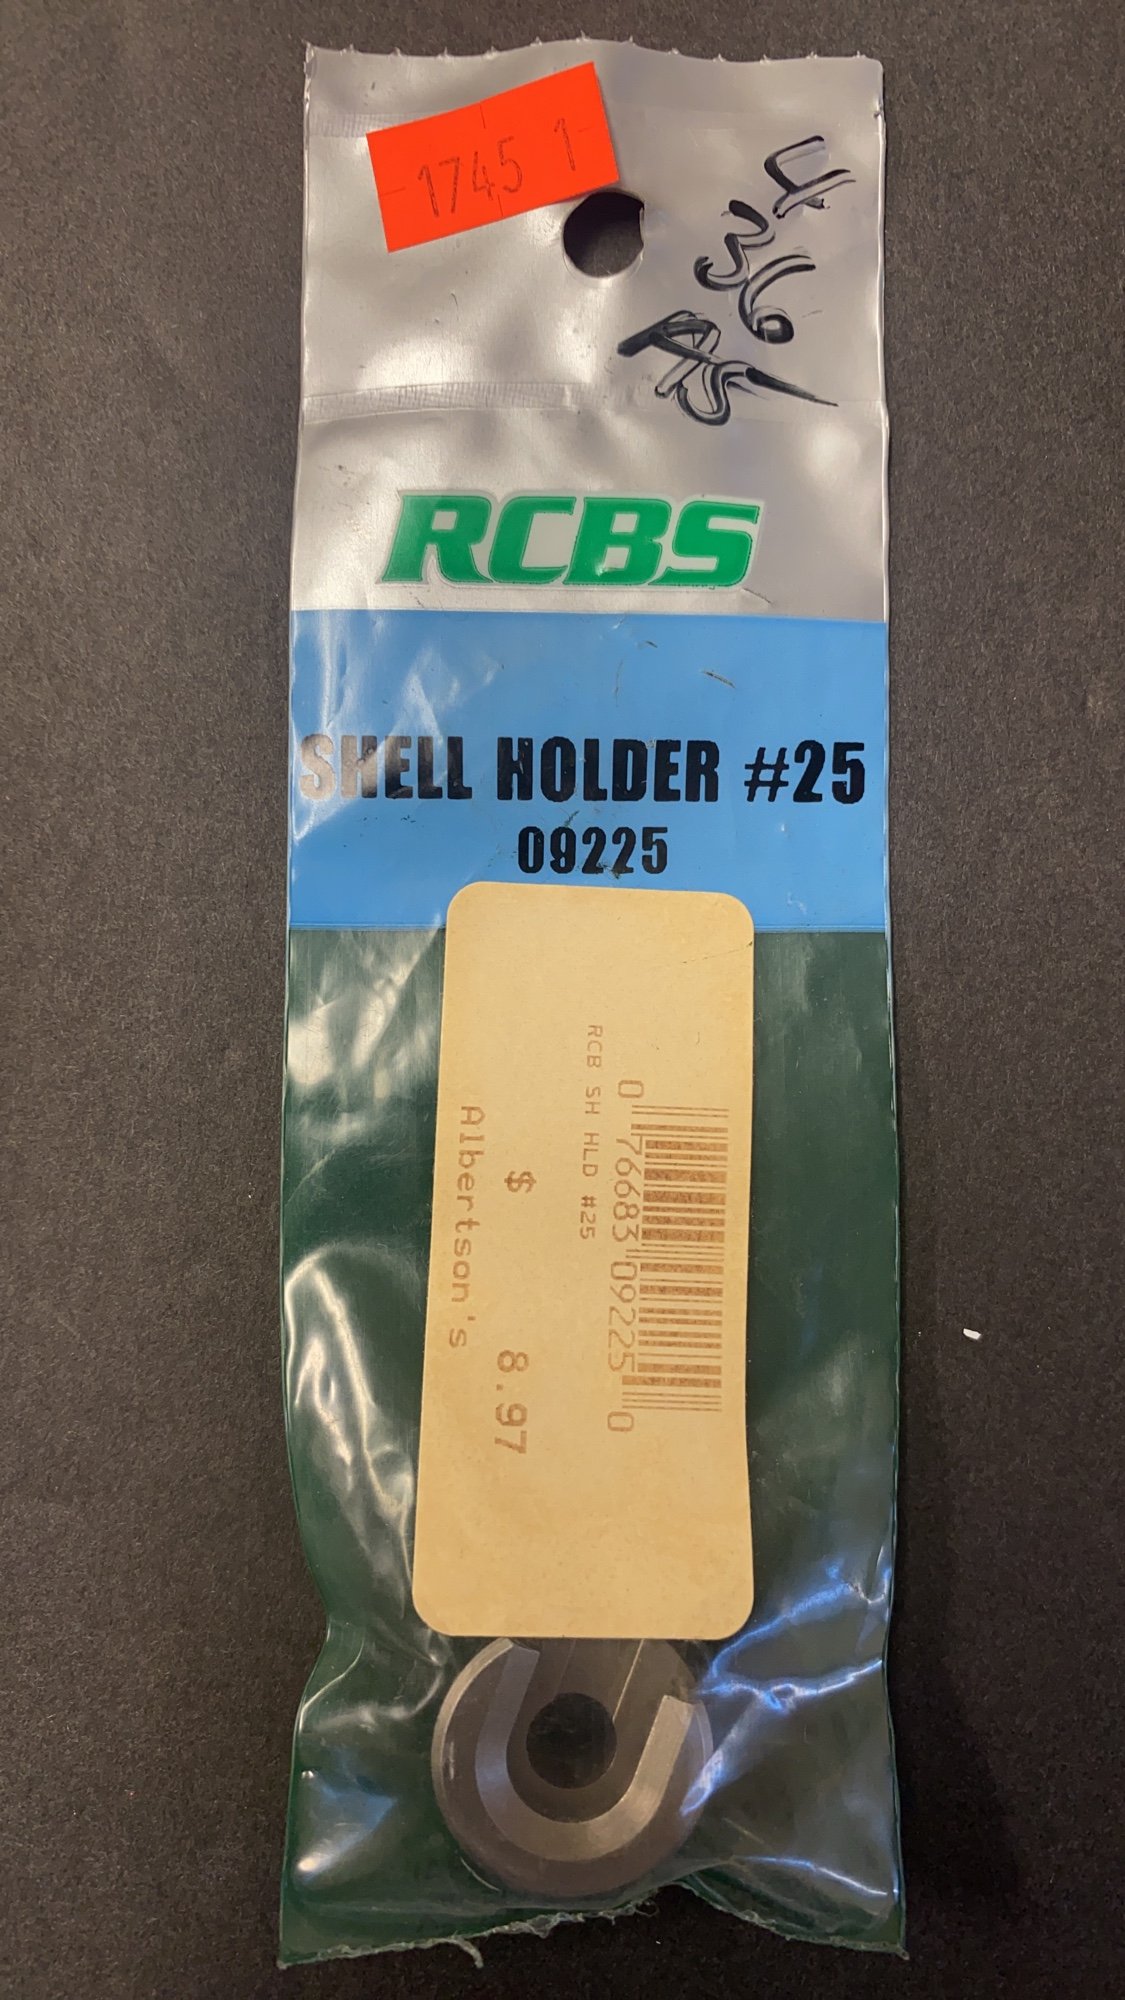 1745 1
4
36
RCBS
SHELL HOLDER #25
09225
0 76683 09225 0
RCB SH HLD #25
$ 8.97
Albertson's